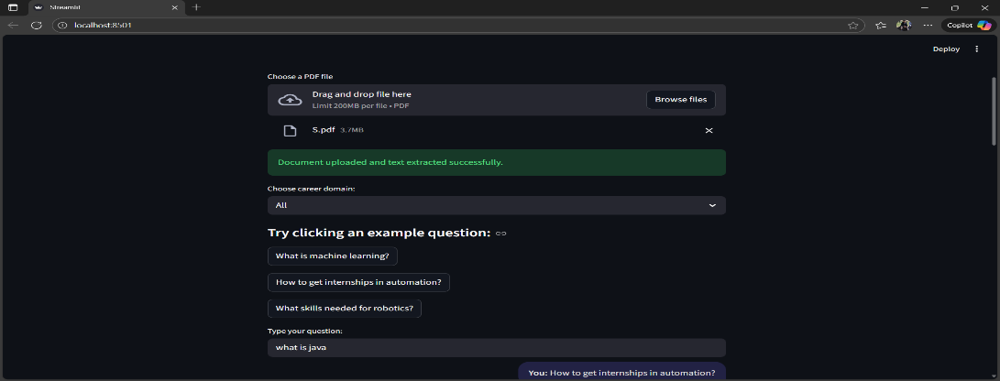 Streamlit
localhost:8501
Copilot
Deploy
Choose a PDF file
Drag and drop file here
Limit 200MB per file • PDF
Browse files
S.pdf 3.7MB
Document uploaded and text extracted successfully.
Choose career domain:
All
Try clicking an example question:
What is machine learning?
How to get internships in automation?
What skills needed for robotics?
Type your question:
what is java
You: How to get internships in automation?